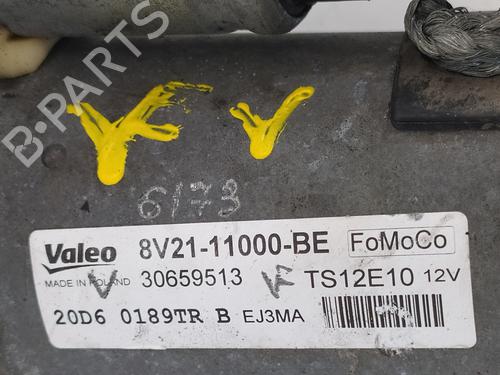 B-PARTS
6173
Valeo 8V21-11000-BE FoMoCo
MADE IN POLAND 30659513 TS12E10 12V
20D6 0189TR B EJ3MA